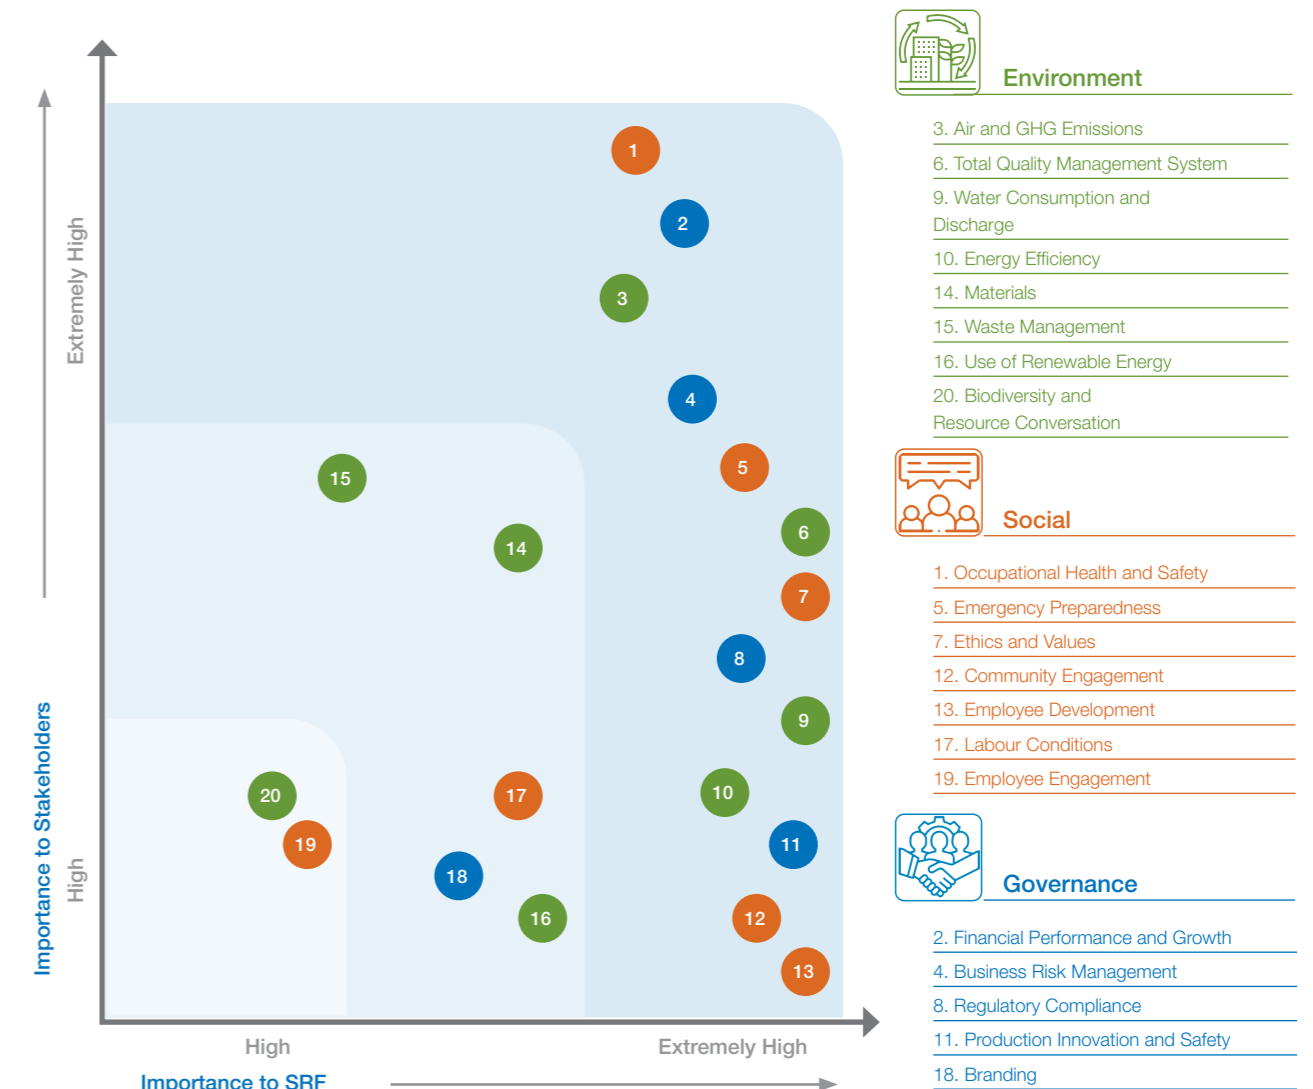 Extremely High
High
Importance to Stakeholders
1
2
3
4
5
6
7
8
9
10
11
12
13
14
15
16
17
18
19
20
High
Extremely High
Importance to SRF
Environment
3. Air and GHG Emissions
6. Total Quality Management System
9. Water Consumption and
Discharge
10. Energy Efficiency
14. Materials
15. Waste Management
16. Use of Renewable Energy
20. Biodiversity and
Resource Conversation
Social
1. Occupational Health and Safety
5. Emergency Preparedness
7. Ethics and Values
12. Community Engagement
13. Employee Development
17. Labour Conditions
19. Employee Engagement
Governance
2. Financial Performance and Growth
4. Business Risk Management
8. Regulatory Compliance
11. Production Innovation and Safety
18. Branding